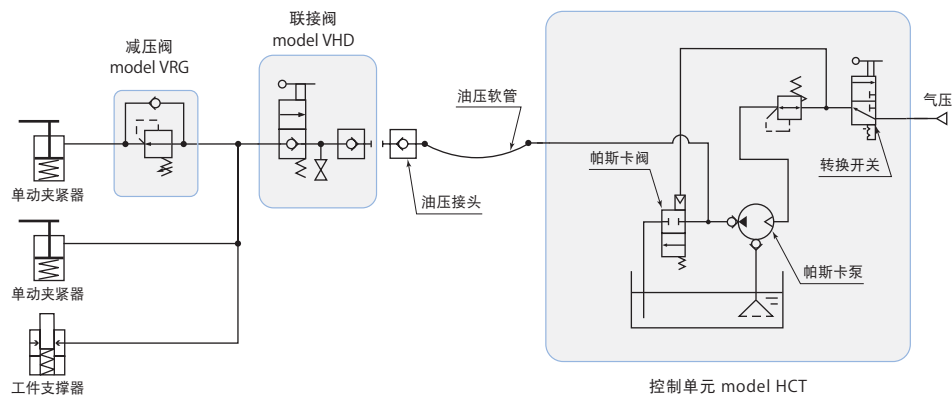 联接阀
model VHD
减压阀
model VRG
油压软管
气压
帕斯卡阀
转换开关
单动夹紧器
油压接头
帕斯卡泵
单动夹紧器
工件支撑器
控制单元 model HCT